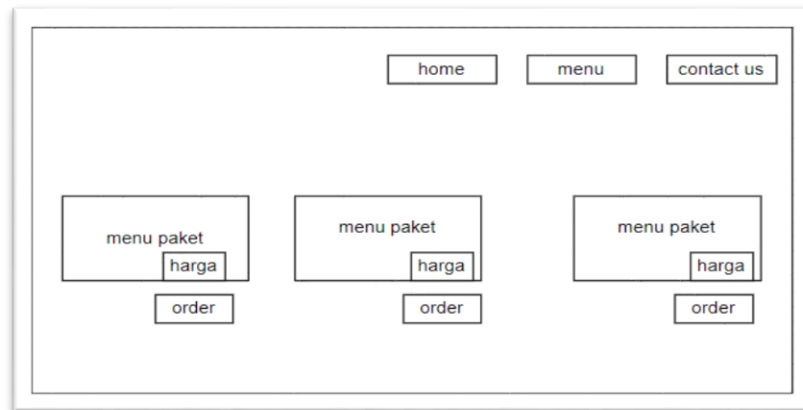 home
menu
contact us
menu paket
harga
order
menu paket
harga
order
menu paket
harga
order